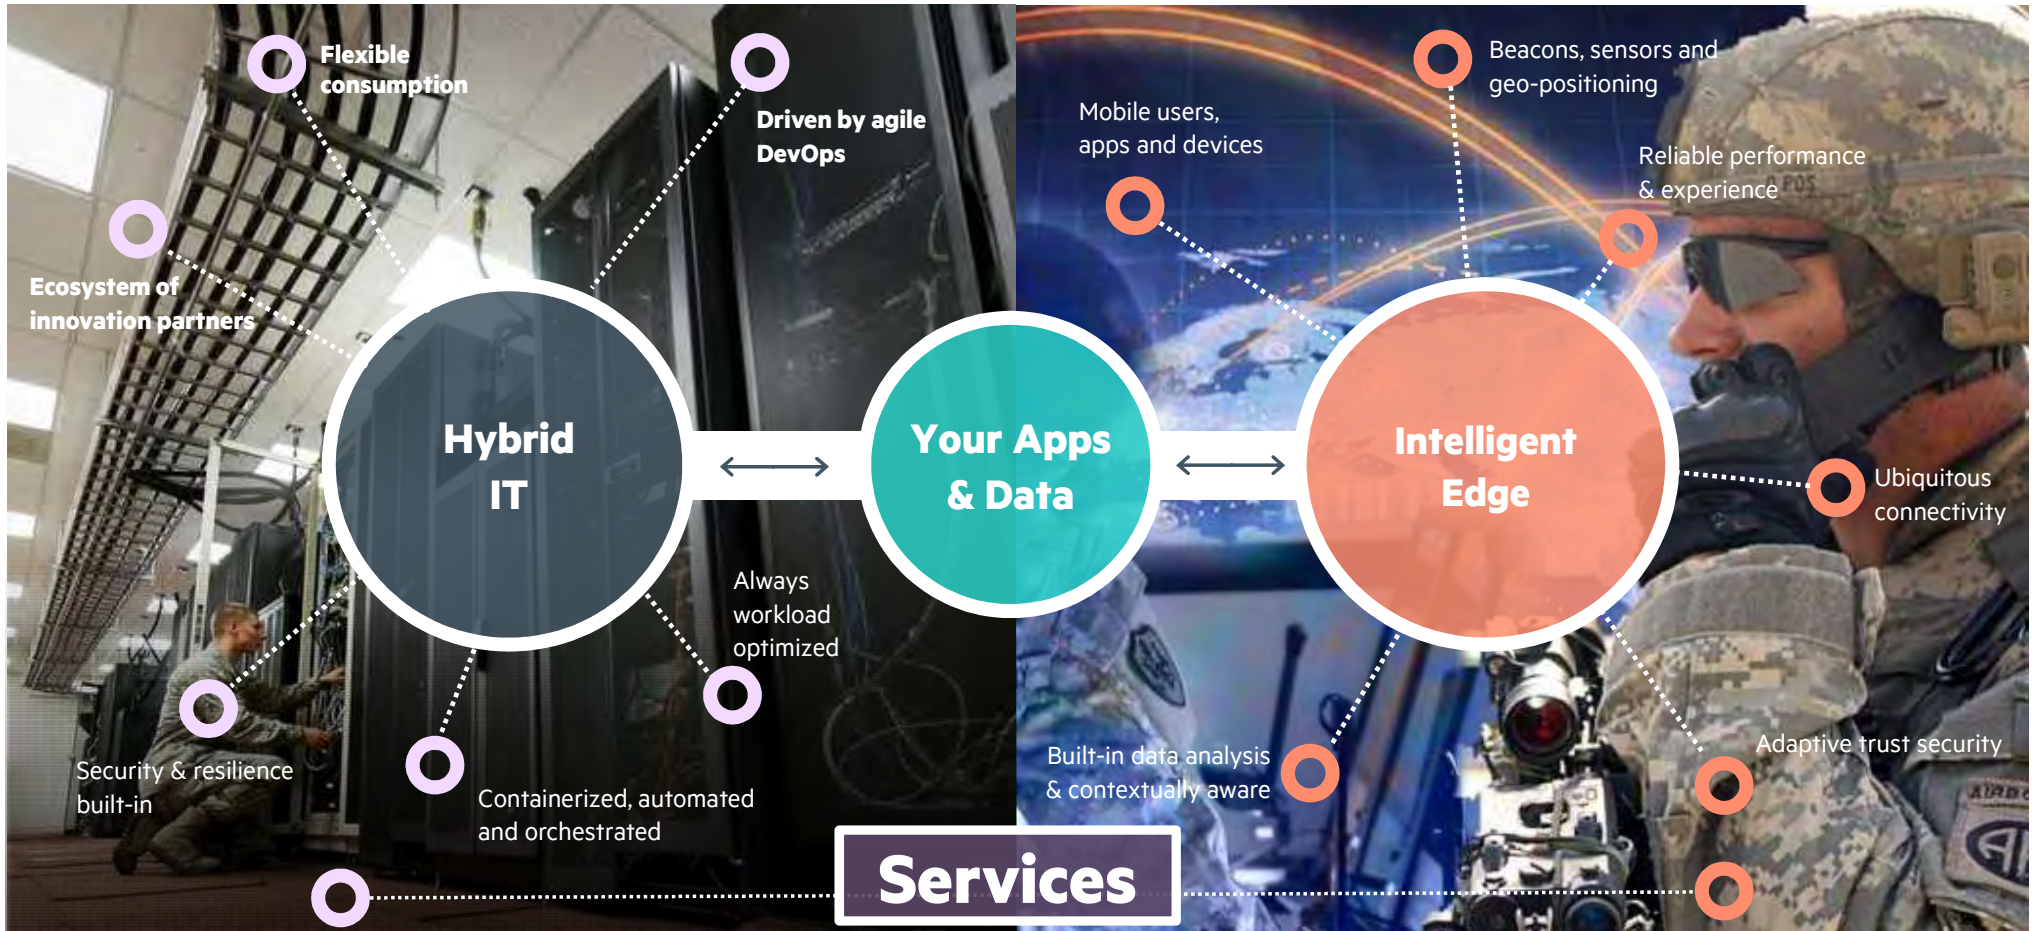 Flexible
consumption
Driven by agile
DevOps
Ecosystem of
innovation partners
Hybrid
IT
Always
workload
optimized
Security & resilience
built-in
Containerized, automated
and orchestrated
Your Apps
& Data
Beacons, sensors and
geo-positioning
Mobile users,
apps and devices
Reliable performance
& experience
POS
Intelligent
Edge
Ubiquitous
connectivity
Built-in data analysis
& contextually aware
Adaptive trust security
Services